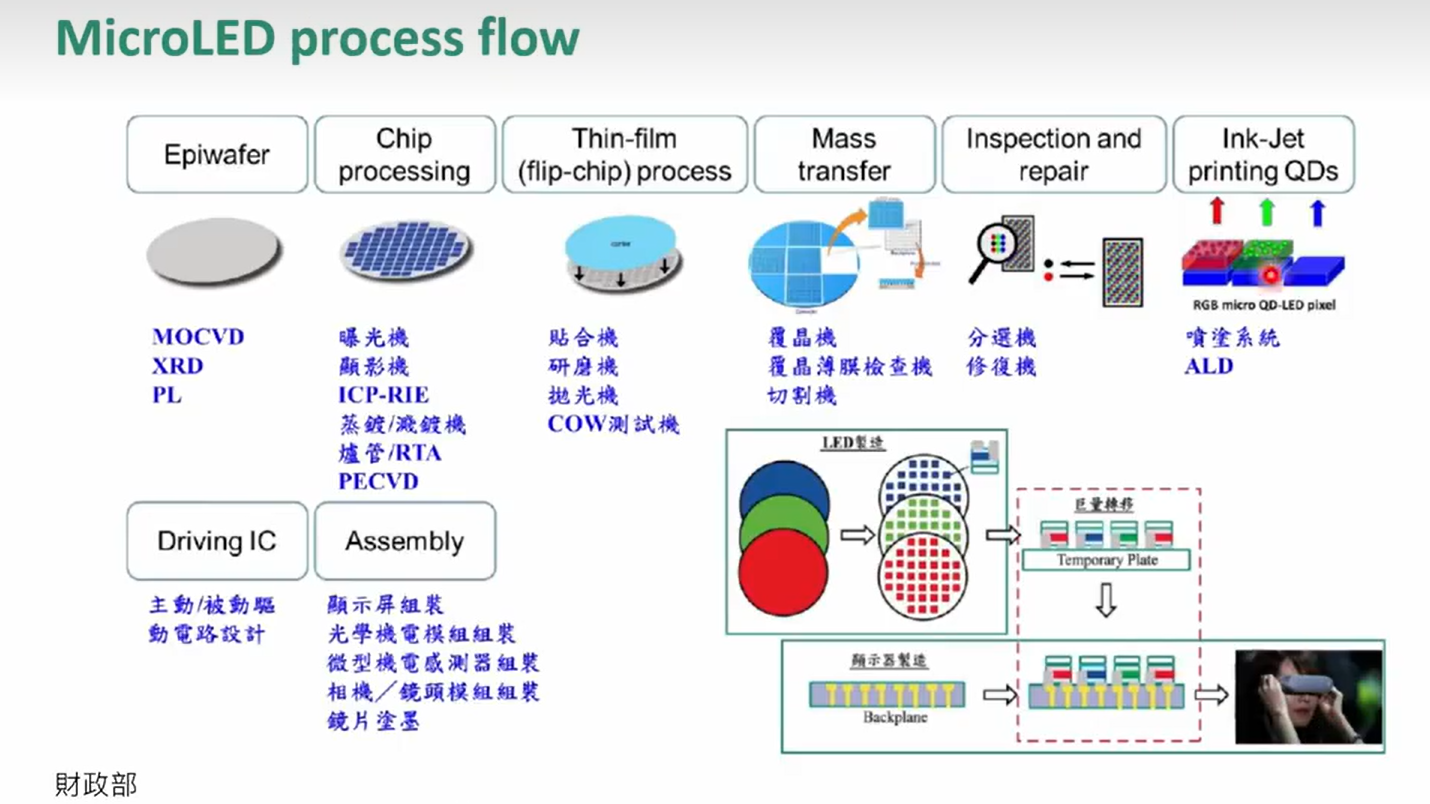 MicroLED process flow
Epiwafer
MOCVD
XRD
PL
Chip
processing
曝光機
顯影機
ICP-RIE
蒸鍍/濺鍍機
爐管/RTA
PECVD
Thin-film
(flip-chip) process
貼合機
研磨機
拋光機
COW測試機
Mass
transfer
覆晶機
覆晶薄膜檢查機
切割機
Inspection and
repair
分選機
修復機
Ink-Jet
printing QDs
RGB micro QD-LED pixel
噴塗系統
ALD
Driving IC
主動/被動驅
動電路設計
Assembly
顯示屏組裝
光學機電模組組裝
微型機電感測器組裝
相機／鏡頭模組組裝
鏡片塗墨
LED製造
巨量轉移
Temporary Plate
顯示器製造
Backplane
財政部